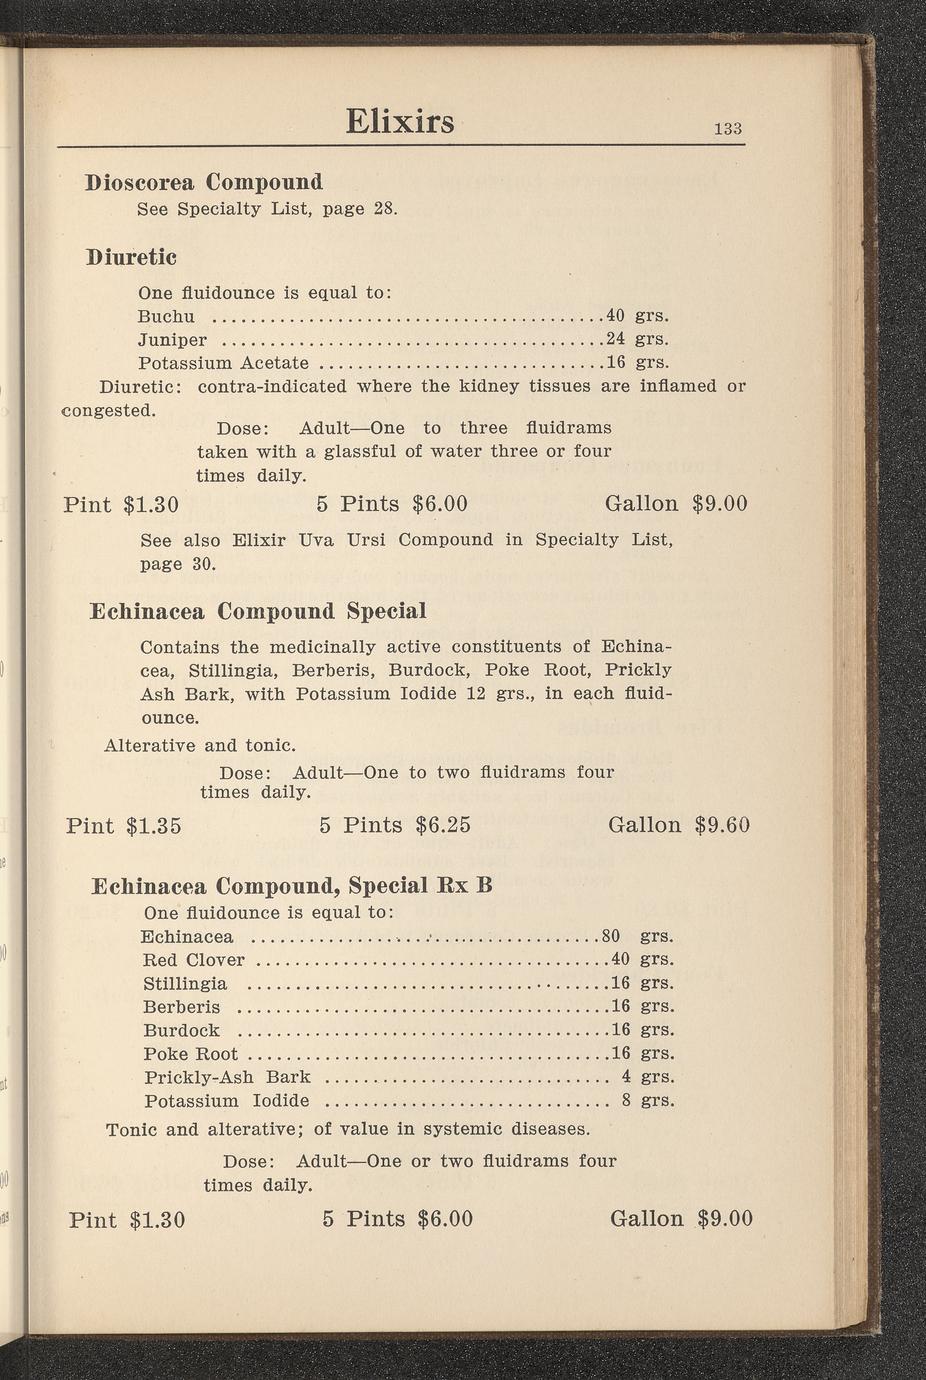 Elixirs 133
Dioscorea Compound
See Specialty List, page 28.
Diuretic
One fluidounce is equal to:
Buchu ........................................40 grs.
Juniper .......................................24 grs.
Potassium Acetate .............................16 grs.
Diuretic: contra-indicated where the kidney tissues are inflamed or
congested.
Dose: Adult—One to three fluidrams
taken with a glassful of water three or four
times daily.
Pint $1.30 5 Pints $6.00 Gallon $9.00
See also Elixir Uva Ursi Compound in Specialty List,
page 30.
Echinacea Compound Special
Contains the medicinally active constituents of Echina-
cea, Stillingia, Berberis, Burdock, Poke Root, Prickly
Ash Bark, with Potassium Iodide 12 grs., in each fluid-
ounce.
Alterative and tonic.
Dose: Adult—One to two fluidrams four
times daily.
Pint $1.35 5 Pints $6.25 Gallon $9.60
Echinacea Compound, Special Rx B
One fluidounce is equal to:
Echinacea ....................................80 grs.
Red Clover ....................................40 grs.
Stillingia .....................................16 grs.
Berberis ......................................16 grs.
Burdock ......................................16 grs.
Poke Root .....................................16 grs.
Prickly-Ash Bark ............................. 4 grs.
Potassium Iodide ............................. 8 grs.
Tonic and alterative; of value in systemic diseases.
Dose: Adult—One or two fluidrams four
times daily.
Pint $1.30 5 Pints $6.00 Gallon $9.00